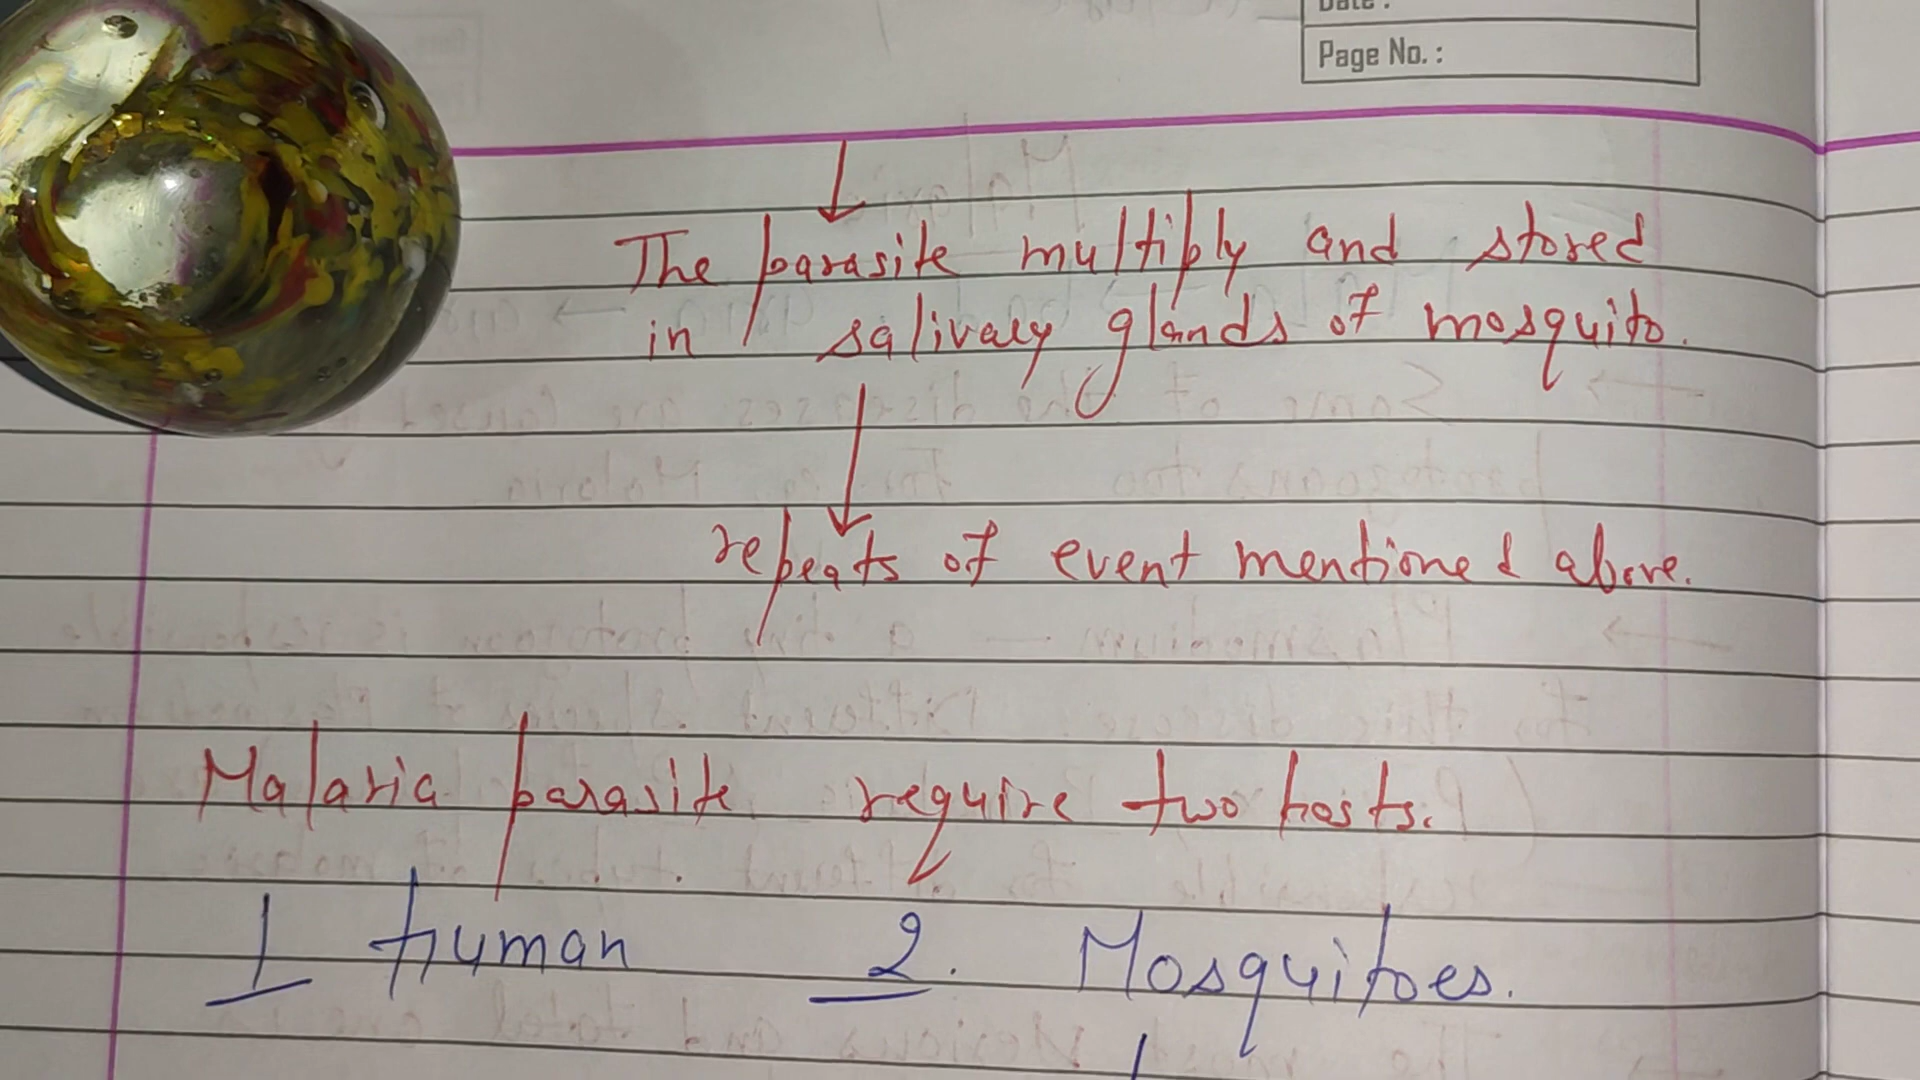 Date :
Page No. :
The parasite multiply and stored
in salivary glands of mosquito.
repeats of event mentioned above.
Malaria parasite require two hosts.
1 human 2. Mosquitoes.